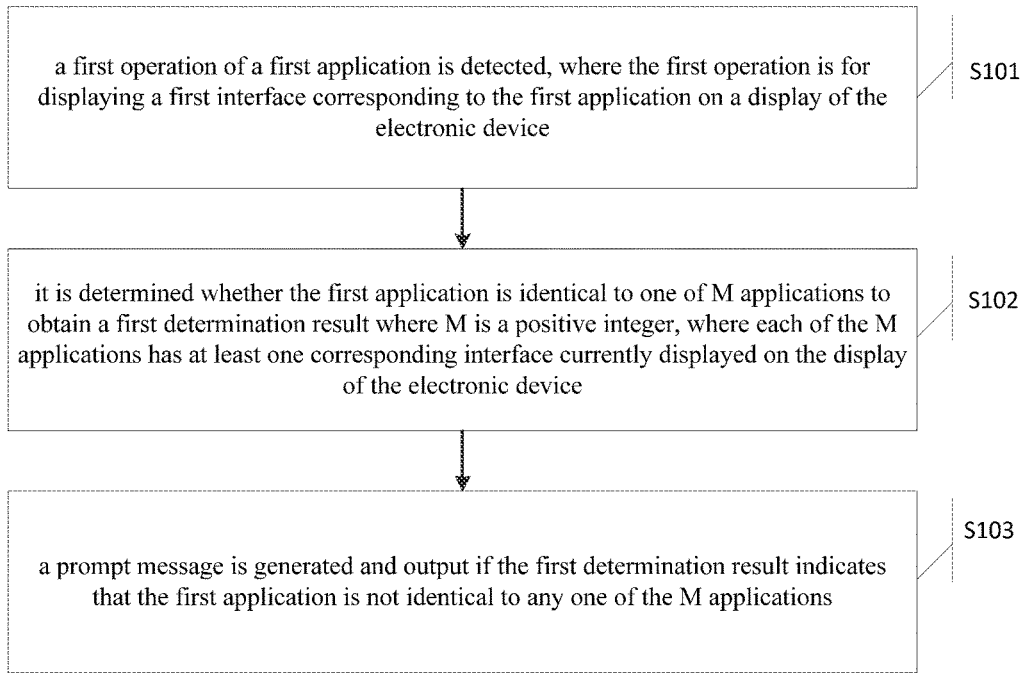 a first operation of a first application is detected, where the first operation is for
displaying a first interface corresponding to the first application on a display of the
electronic device
S101
it is determined whether the first application is identical to one of M applications to
obtain a first determination result where M is a positive integer, where each of the M
applications has at least one corresponding interface currently displayed on the display
of the electronic device
S102
a prompt message is generated and output if the first determination result indicates
that the first application is not identical to any one of the M applications
S103